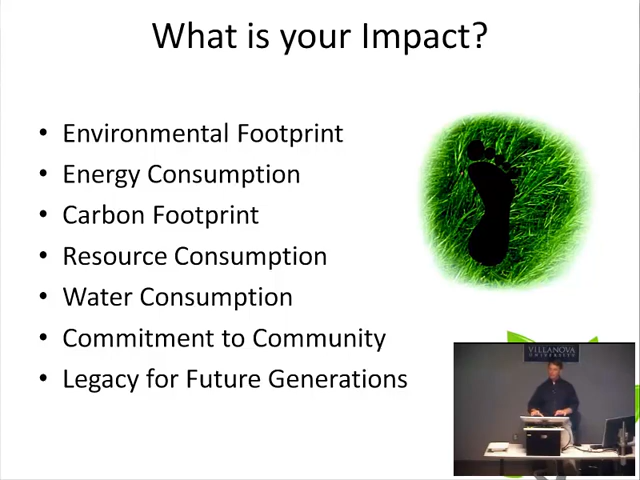 What is your Impact?
• Environmental Footprint
• Energy Consumption
• Carbon Footprint
• Resource Consumption
• Water Consumption
• Commitment to Community
• Legacy for Future Generations
VILLANOVA
UNIVERSITY